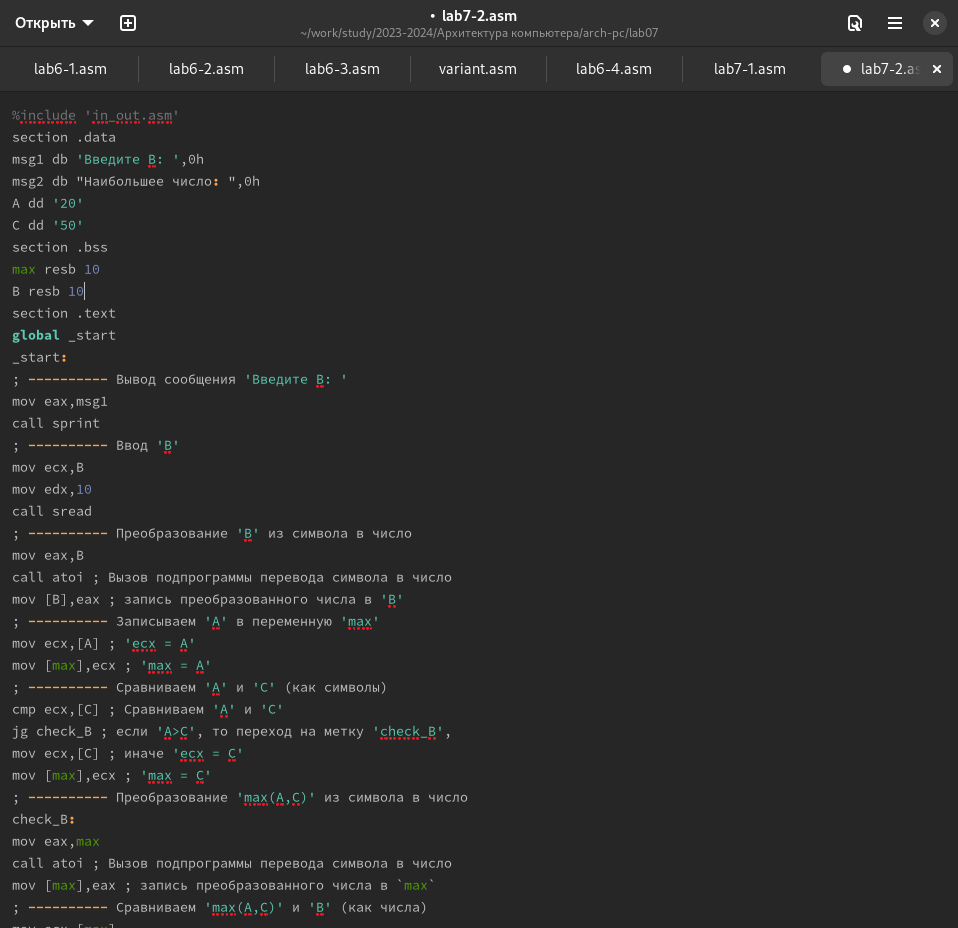 Открыть
• lab7-2.asm
~/work/study/2023-2024/Архитектура компьютера/arch-pc/lab07
lab6-1.asm lab6-2.asm lab6-3.asm variant.asm lab6-4.asm lab7-1.asm lab7-2.as
%include 'in_out.asm'
section .data
msg1 db 'Введите B: ',0h
msg2 db "Наибольшее число: ",0h
A dd '20'
C dd '50'
section .bss
max resb 10
B resb 10
section .text
global _start
_start:
; ---------- Вывод сообщения 'Введите B: '
mov eax,msg1
call sprint
; ---------- Ввод 'B'
mov ecx,B
mov edx,10
call sread
; ---------- Преобразование 'B' из символа в число
mov eax,B
call atoi ; Вызов подпрограммы перевода символа в число
mov [B],eax ; запись преобразованного числа в 'B'
; ---------- Записываем 'A' в переменную 'max'
mov ecx,[A] ; 'ecx = A'
mov [max],ecx ; 'max = A'
; ---------- Сравниваем 'A' и 'С' (как символы)
cmp ecx,[C] ; Сравниваем 'A' и 'С'
jg check_B ; если 'A>C', то переход на метку 'check_B',
mov ecx,[C] ; иначе 'ecx = C'
mov [max],ecx ; 'max = C'
; ---------- Преобразование 'max(A,C)' из символа в число
check_B:
mov eax,max
call atoi ; Вызов подпрограммы перевода символа в число
mov [max],eax ; запись преобразованного числа в `max`
; ---------- Сравниваем 'max(A,C)' и 'B' (как числа)